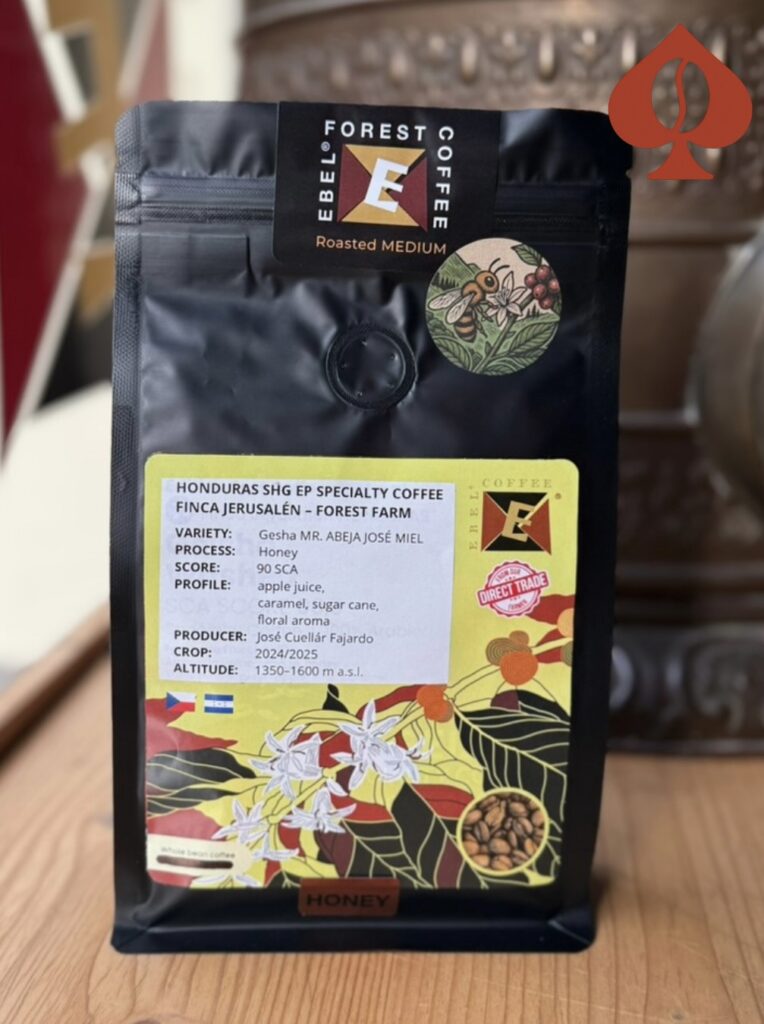 FOREST COFFEE
EBEL®
E
Roasted MEDIUM
HONDURAS SHG EP SPECIALTY COFFEE
FINCA JERUSALÉN – FOREST FARM
VARIETY: Gesha MR. ABEJA JOSÉ MIEL
PROCESS: Honey
SCORE: 90 SCA
PROFILE: apple juice,
caramel, sugar cane,
floral aroma
PRODUCER: José Cuellár Fajardo
CROP: 2024/2025
ALTITUDE: 1350–1600 m a.s.l.
COFFEE
EBEL®
E
DIRECT TRADE
Whole bean coffee
HONEY